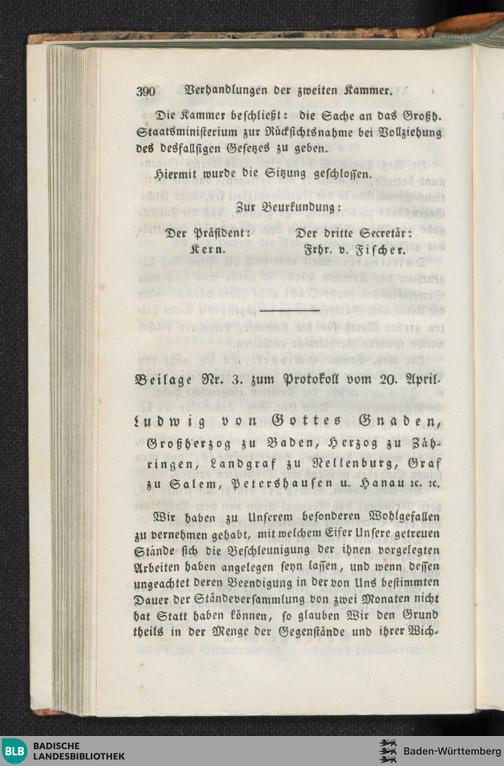 390 Verhandlungen der zweiten Kammer.
Die Kammer beschließt: die Sache an das Großh.
Staatsministerium zur Rücksichtsnahme bei Vollziehung
des desfallsigen Gesetzes zu geben.
Hiermit wurde die Sitzung geschlossen.
Zur Beurkundung:
Der Präsident: Der dritte Secretär:
Kern. Frhr. v. Fischer.
Beilage Nr. 3. zum Protokoll vom 20. April.
Ludwig von Gottes Gnaden,
Großherzog zu Baden, Herzog zu Zäh-
ringen, Landgraf zu Nellenburg, Graf
zu Salem, Petershausen u. Hanau ꝛc. ꝛc.
Wir haben zu Unserem besonderen Wohlgefallen
zu vernehmen gehabt, mit welchem Eifer Unsere getreuen
Stände sich die Beschleunigung der ihnen vorgelegten
Arbeiten haben angelegen seyn lassen, und wenn dessen
ungeachtet deren Beendigung in der von Uns bestimmten
Dauer der Ständeversammlung von zwei Monaten nicht
hat Statt haben können, so glauben Wir den Grund
theils in der Menge der Gegenstände und ihrer Wich-
BLB BADISCHE
LANDESBIBLIOTHEK
Baden-Württemberg